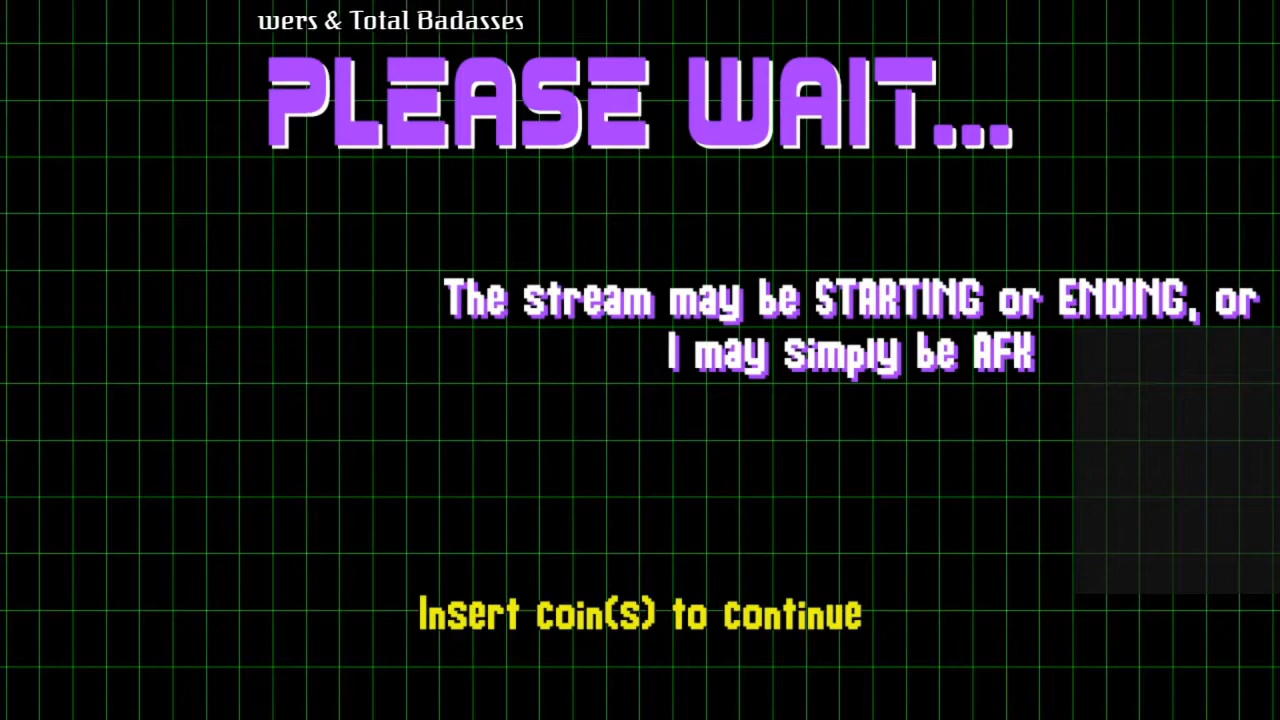 wers & Total Badasses
PLEASE WAIT...
The stream may be STARTING or ENDING, or
I may simply be AFK
Insert coin(s) to continue